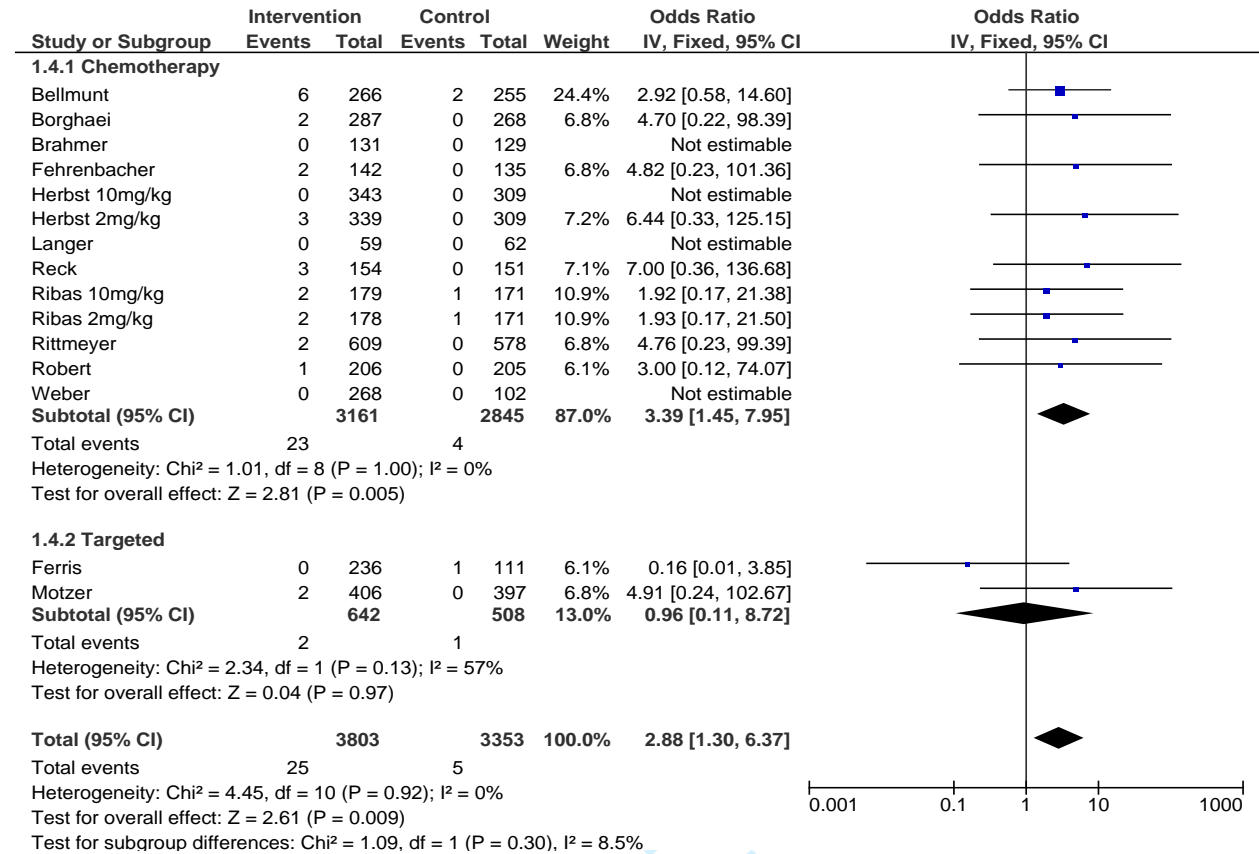 Intervention Control Odds Ratio Odds Ratio
Study or Subgroup Events Total Events Total Weight IV, Fixed, 95% CI IV, Fixed, 95% CI
1.4.1 Chemotherapy
Bellmunt 6 266 2 255 24.4% 2.92 [0.58, 14.60]
Borghaei 2 287 0 268 6.8% 4.70 [0.22, 98.39]
Brahmer 0 131 0 129 Not estimable
Fehrenbacher 2 142 0 135 6.8% 4.82 [0.23, 101.36]
Herbst 10mg/kg 0 343 0 309 Not estimable
Herbst 2mg/kg 3 339 0 309 7.2% 6.44 [0.33, 125.15]
Langer 0 59 0 62 Not estimable
Reck 3 154 0 151 7.1% 7.00 [0.36, 136.68]
Ribas 10mg/kg 2 179 1 171 10.9% 1.92 [0.17, 21.38]
Ribas 2mg/kg 2 178 1 171 10.9% 1.93 [0.17, 21.50]
Rittmeyer 2 609 0 578 6.8% 4.76 [0.23, 99.39]
Robert 1 206 0 205 6.1% 3.00 [0.12, 74.07]
Weber 0 268 0 102 Not estimable
Subtotal (95% CI) 3161 2845 87.0% 3.39 [1.45, 7.95]
Total events 23 4
Heterogeneity: Chi² = 1.01, df = 8 (P = 1.00); I² = 0%
Test for overall effect: Z = 2.81 (P = 0.005)
1.4.2 Targeted
Ferris 0 236 1 111 6.1% 0.16 [0.01, 3.85]
Motzer 2 406 0 397 6.8% 4.91 [0.24, 102.67]
Subtotal (95% CI) 642 508 13.0% 0.96 [0.11, 8.72]
Total events 2 1
Heterogeneity: Chi² = 2.34, df = 1 (P = 0.13); I² = 57%
Test for overall effect: Z = 0.04 (P = 0.97)
Total (95% CI) 3803 3353 100.0% 2.88 [1.30, 6.37]
Total events 25 5
Heterogeneity: Chi² = 4.45, df = 10 (P = 0.92); I² = 0%
Test for overall effect: Z = 2.61 (P = 0.009)
Test for subgroup differences: Chi² = 1.09, df = 1 (P = 0.30), I² = 8.5%
0.001 0.1 1 10 1000